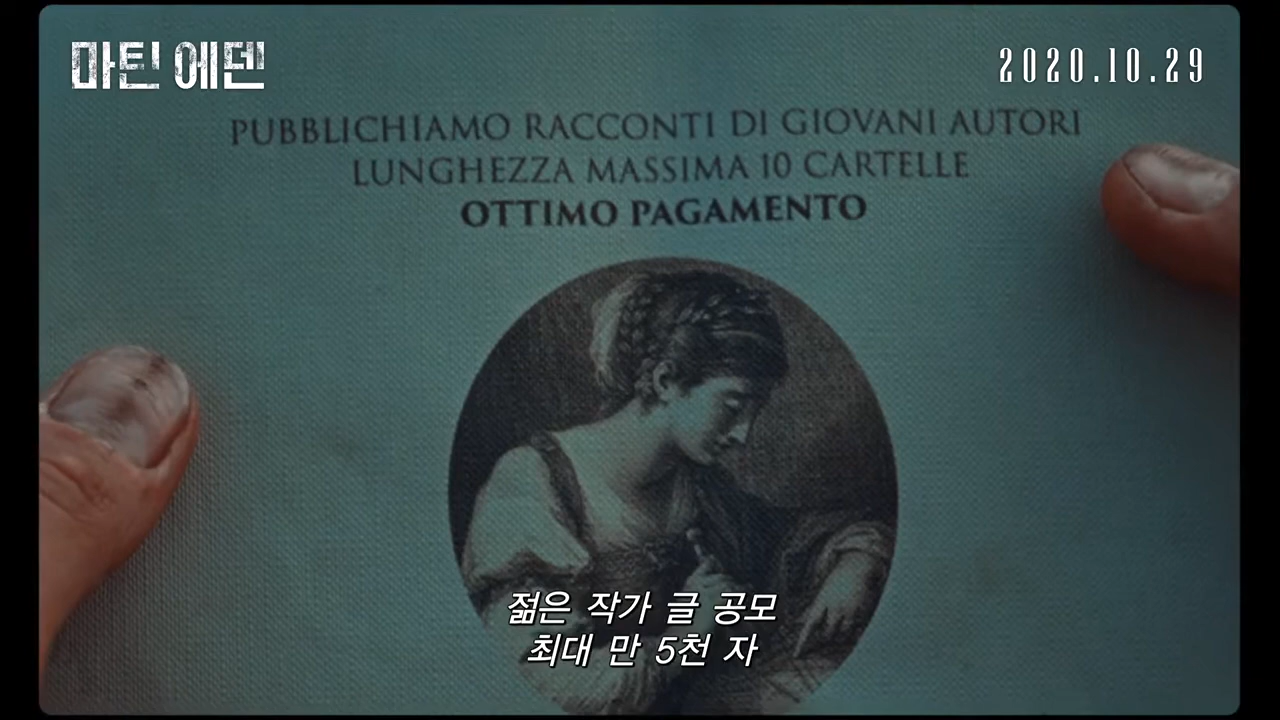 마틴 에덴
2020.10.29
PUBBLICHIAMO RACCONTI DI GIOVANI AUTORI
LUNGHEZZA MASSIMA 10 CARTELLE
OTTIMO PAGAMENTO
젊은 작가 글 공모
최대 만 5천 자